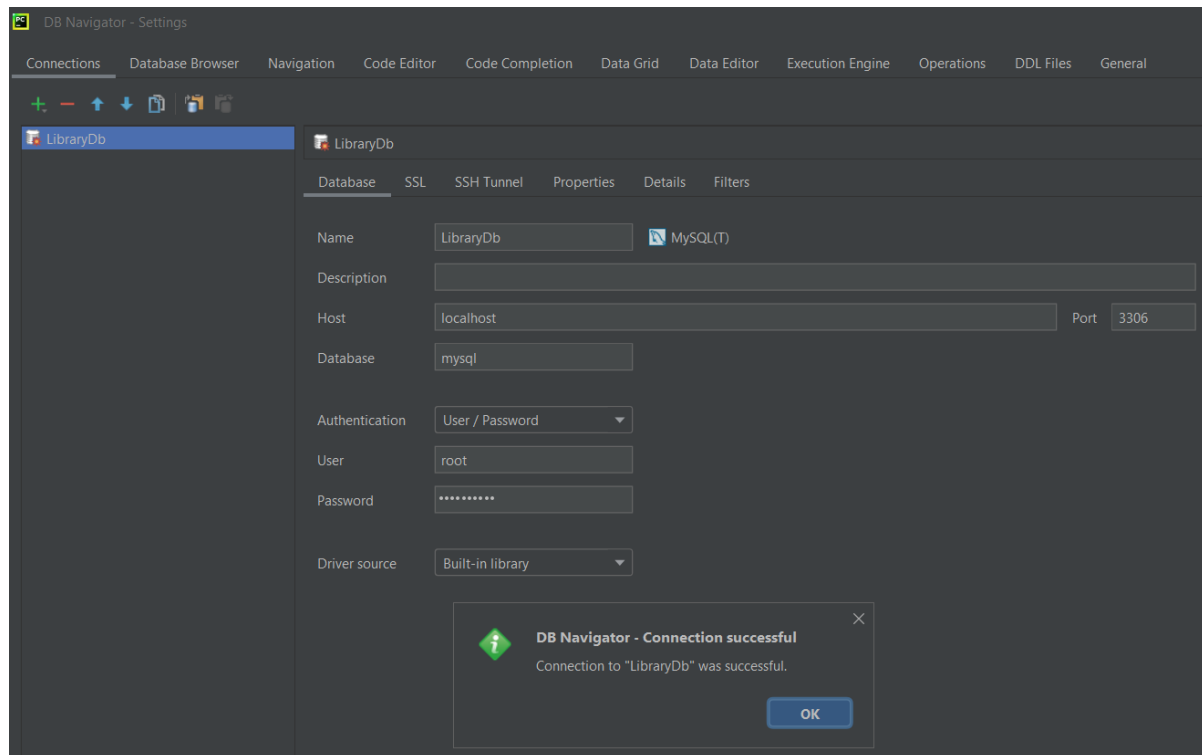 PC DB Navigator - Settings
Connections Database Browser Navigation Code Editor Code Completion Data Grid Data Editor Execution Engine Operations DDL Files General
LibraryDb
LibraryDb
Database SSL SSH Tunnel Properties Details Filters
Name LibraryDb MySQL(T)
Description
Host localhost Port 3306
Database mysql
Authentication User / Password
User root
Password ••••••••••
Driver source Built-in library
DB Navigator - Connection successful
Connection to "LibraryDb" was successful.
OK